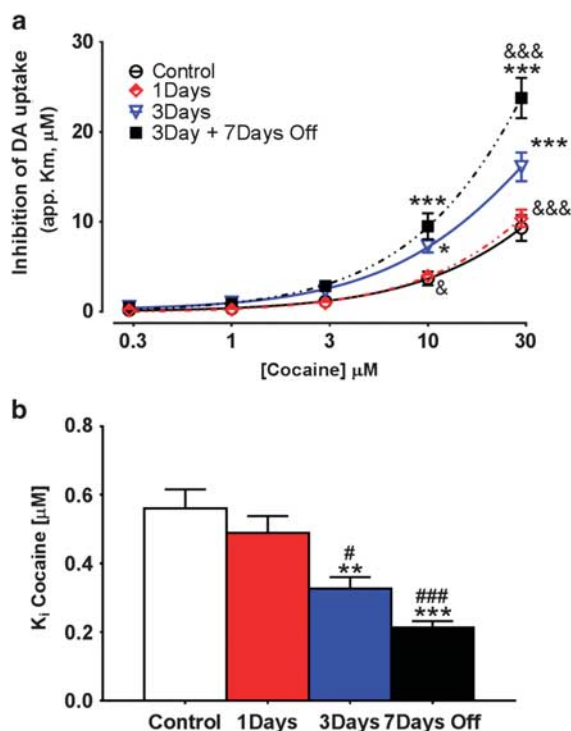 a
Inhibition of DA uptake
(app. Km, μM)
30
20
10
0
Control
1Days
3Days
3Day + 7Days Off
&&&
***
***
***
&&&
*
&
0.3 1 3 10 30
[Cocaine] μM
b
Ki Cocaine [μM]
0.8
0.6
0.4
0.2
0.0
#
**
###
***
Control 1Days 3Days 7Days Off